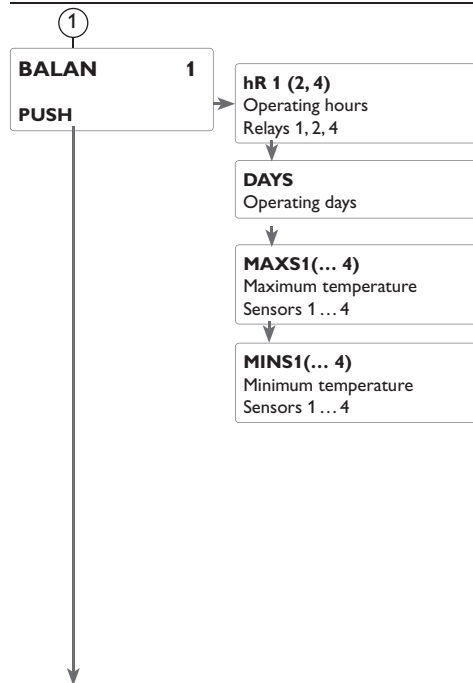 1
BALAN 1
PUSH
hR 1 (2, 4)
Operating hours
Relays 1, 2, 4
DAYS
Operating days
MAXS1(… 4)
Maximum temperature
Sensors 1 … 4
MINS1(… 4)
Minimum temperature
Sensors 1 … 4